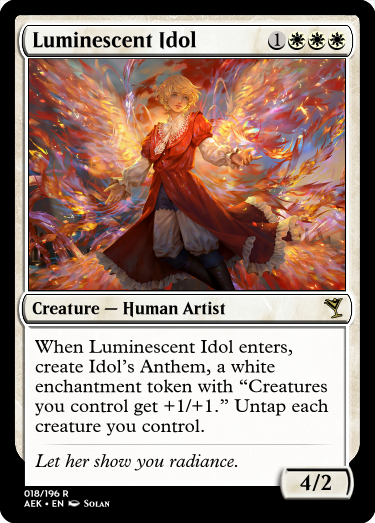 Luminescent Idol
1
Creature — Human Artist
When Luminescent Idol enters,
create Idol's Anthem, a white
enchantment token with “Creatures
you control get +1/+1.” Untap each
creature you control.
Let her show you radiance.
4/2
018/196 R
AEK • EN Solan